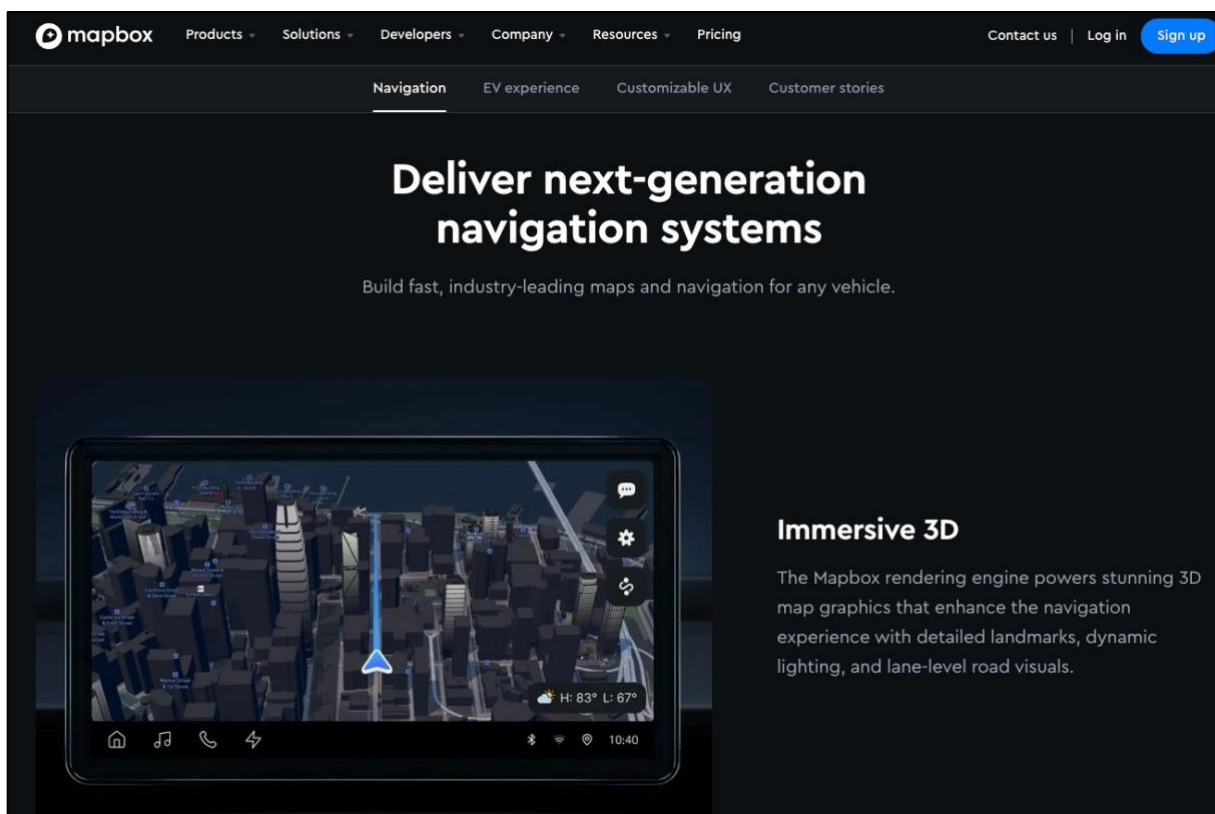 mapbox Products Solutions Developers Company Resources Pricing Contact us | Log in Sign up
Navigation EV experience Customizable UX Customer stories
Deliver next-generation
navigation systems
Build fast, industry-leading maps and navigation for any vehicle.
H: 83° L: 67°
10:40
Immersive 3D
The Mapbox rendering engine powers stunning 3D
map graphics that enhance the navigation
experience with detailed landmarks, dynamic
lighting, and lane-level road visuals.